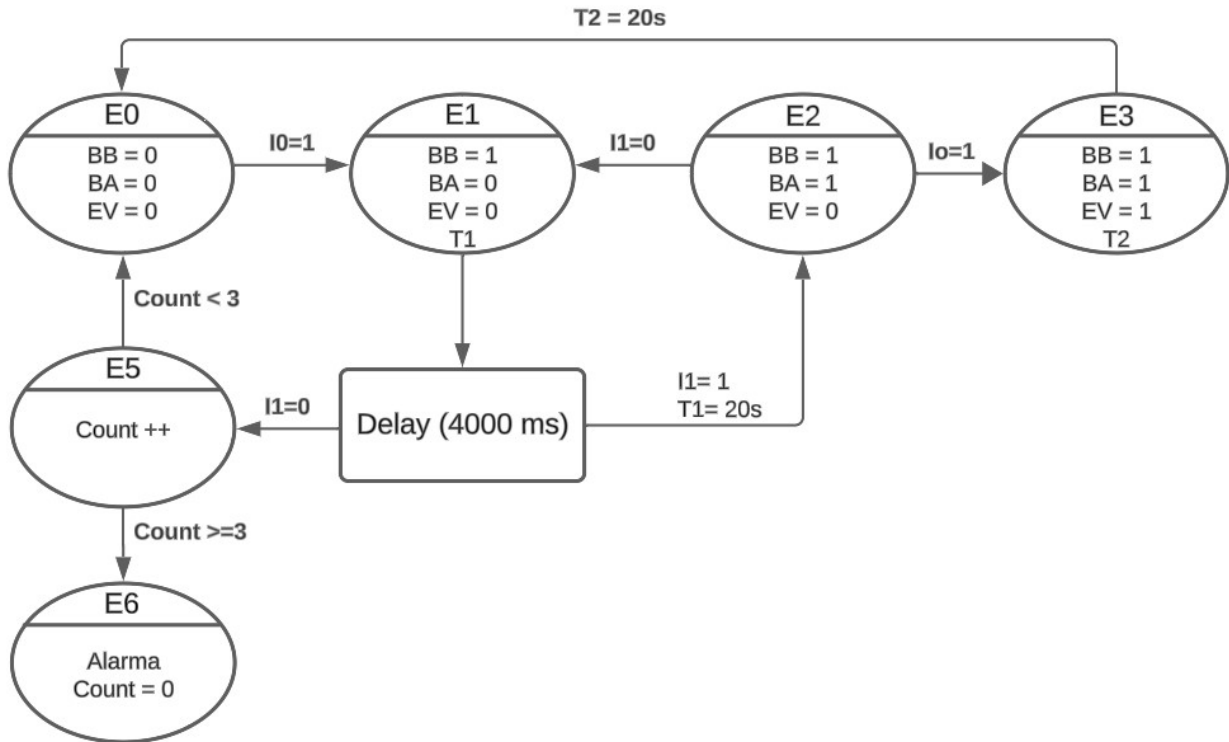 T2 = 20s
E0
BB = 0
BA = 0
EV = 0
I0=1
E1
BB = 1
BA = 0
EV = 0
T1
I1=0
E2
BB = 1
BA = 1
EV = 0
Io=1
E3
BB = 1
BA = 1
EV = 1
T2
Count < 3
E5
Count ++
I1=0
Delay (4000 ms)
I1= 1
T1= 20s
Count >=3
E6
Alarma
Count = 0